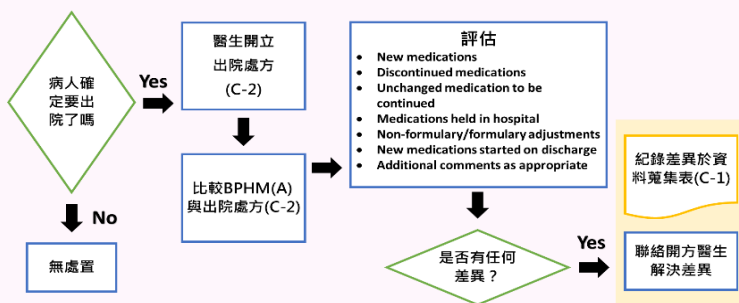 病人確
定要出
院了嗎
Yes
No
無處置
醫生開立
出院處方
(C-2)
比較BPHM(A)
與出院處方(C-2)
評估
• New medications
• Discontinued medications
• Unchanged medication to be
continued
• Medications held in hospital
• Non-formulary/formulary adjustments
• New medications started on discharge
• Additional comments as appropriate
是否有任何
差異？
Yes
紀錄差異於資
料蒐集表(C-1)
聯絡開方醫生
解決差異